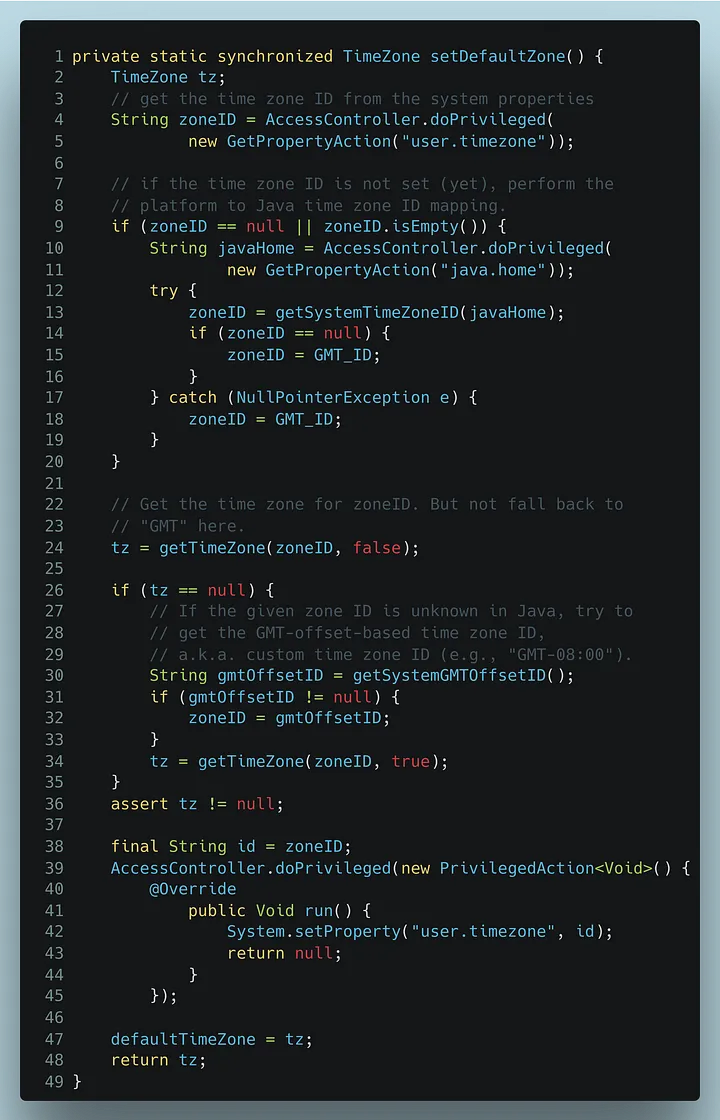 1 private static synchronized TimeZone setDefaultZone() {
2     TimeZone tz;
3     // get the time zone ID from the system properties
4     String zoneID = AccessController.doPrivileged(
5             new GetPropertyAction("user.timezone"));
6
7     // if the time zone ID is not set (yet), perform the
8     // platform to Java time zone ID mapping.
9     if (zoneID == null || zoneID.isEmpty()) {
10         String javaHome = AccessController.doPrivileged(
11                 new GetPropertyAction("java.home"));
12         try {
13             zoneID = getSystemTimeZoneID(javaHome);
14             if (zoneID == null) {
15                 zoneID = GMT_ID;
16             }
17         } catch (NullPointerException e) {
18             zoneID = GMT_ID;
19         }
20     }
21
22     // Get the time zone for zoneID. But not fall back to
23     // "GMT" here.
24     tz = getTimeZone(zoneID, false);
25
26     if (tz == null) {
27         // If the given zone ID is unknown in Java, try to
28         // get the GMT-offset-based time zone ID,
29         // a.k.a. custom time zone ID (e.g., "GMT-08:00").
30         String gmtOffsetID = getSystemGMTOffsetID();
31         if (gmtOffsetID != null) {
32             zoneID = gmtOffsetID;
33         }
34         tz = getTimeZone(zoneID, true);
35     }
36     assert tz != null;
37
38     final String id = zoneID;
39     AccessController.doPrivileged(new PrivilegedAction<Void>() {
40         @Override
41             public Void run() {
42                 System.setProperty("user.timezone", id);
43                 return null;
44             }
45         });
46
47     defaultTimeZone = tz;
48     return tz;
49 }